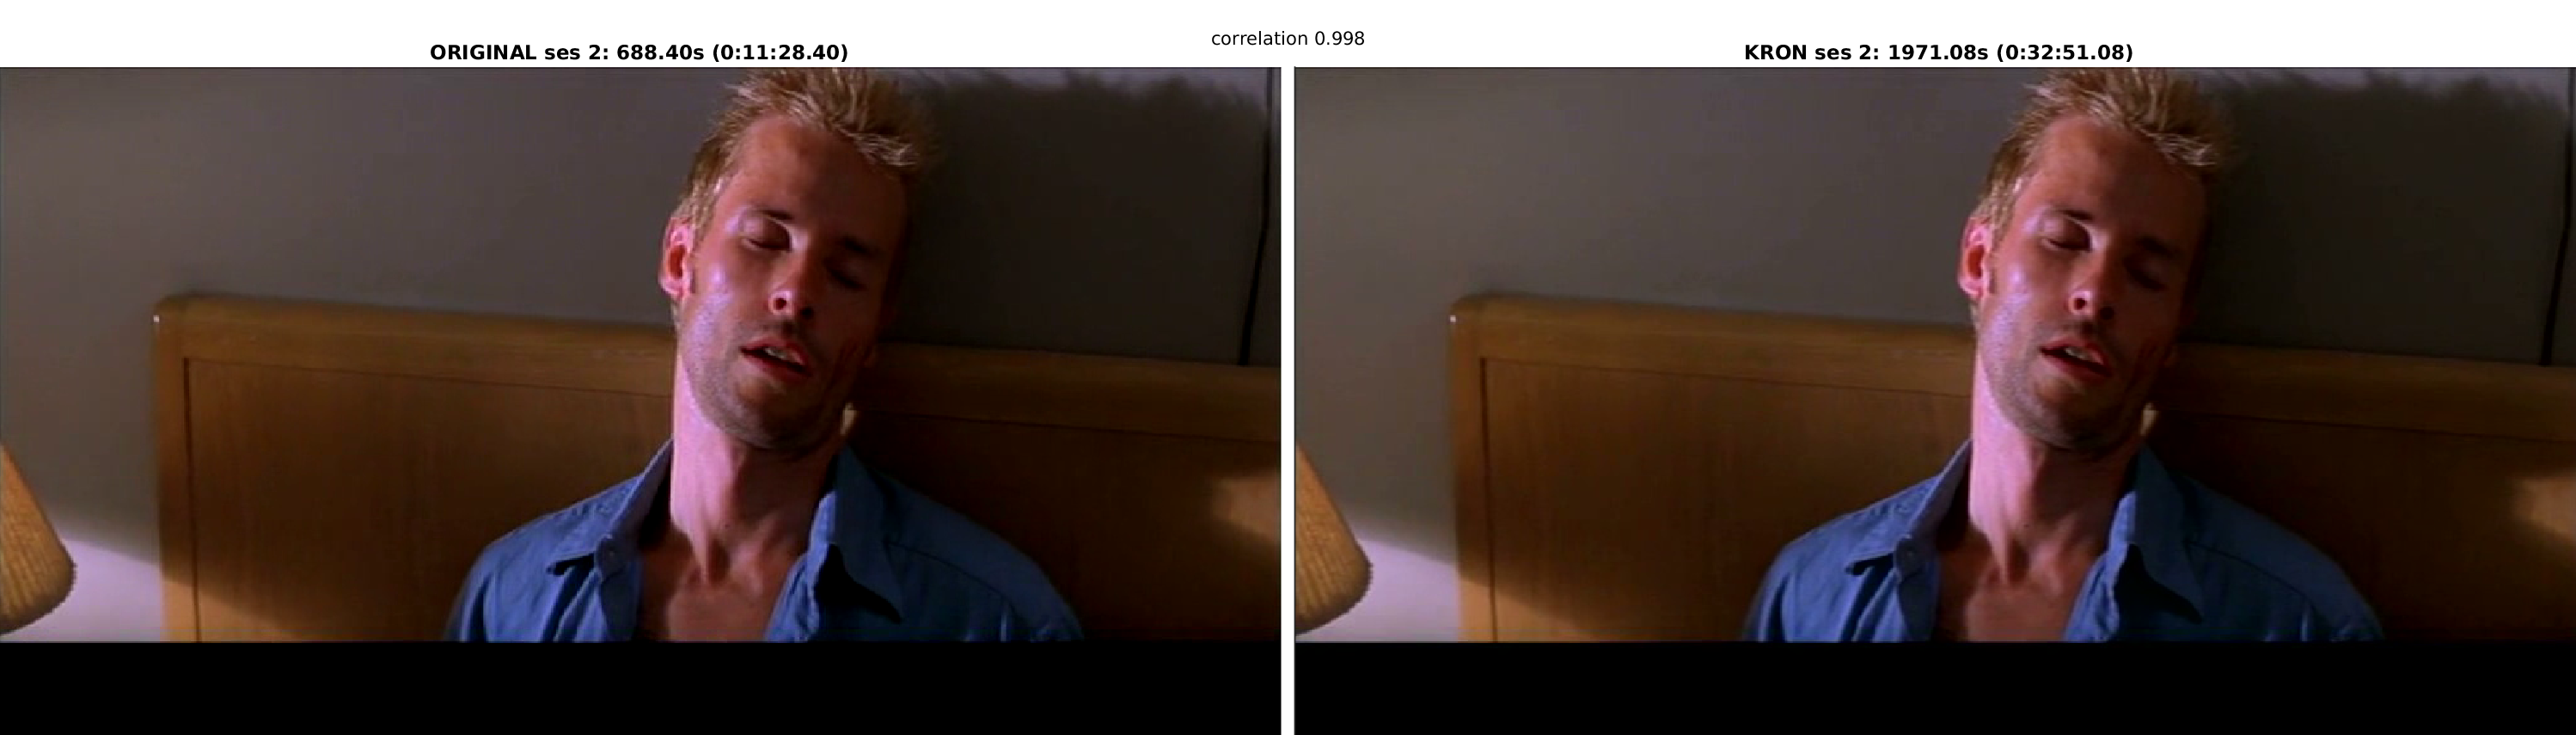 correlation 0.998
ORIGINAL ses 2: 688.40s (0:11:28.40)
KRON ses 2: 1971.08s (0:32:51.08)